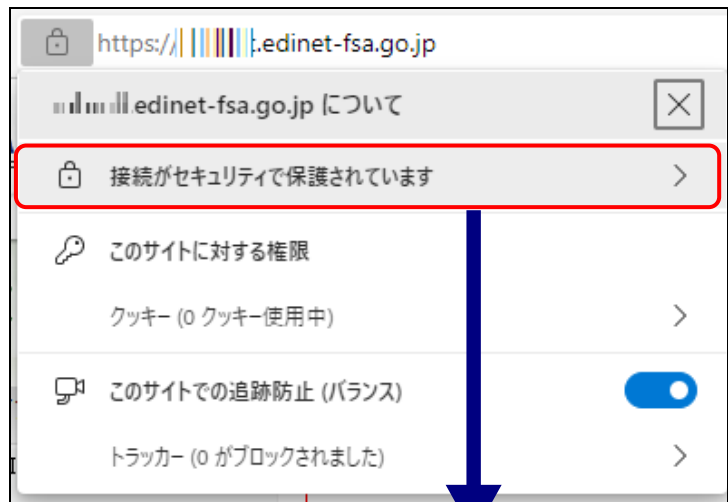 https:// .edinet-fsa.go.jp
.edinet-fsa.go.jp について
接続がセキュリティで保護されています
このサイトに対する権限
クッキー (0 クッキー使用中)
このサイトでの追跡防止 (バランス)
トラッカー (0 がブロックされました)